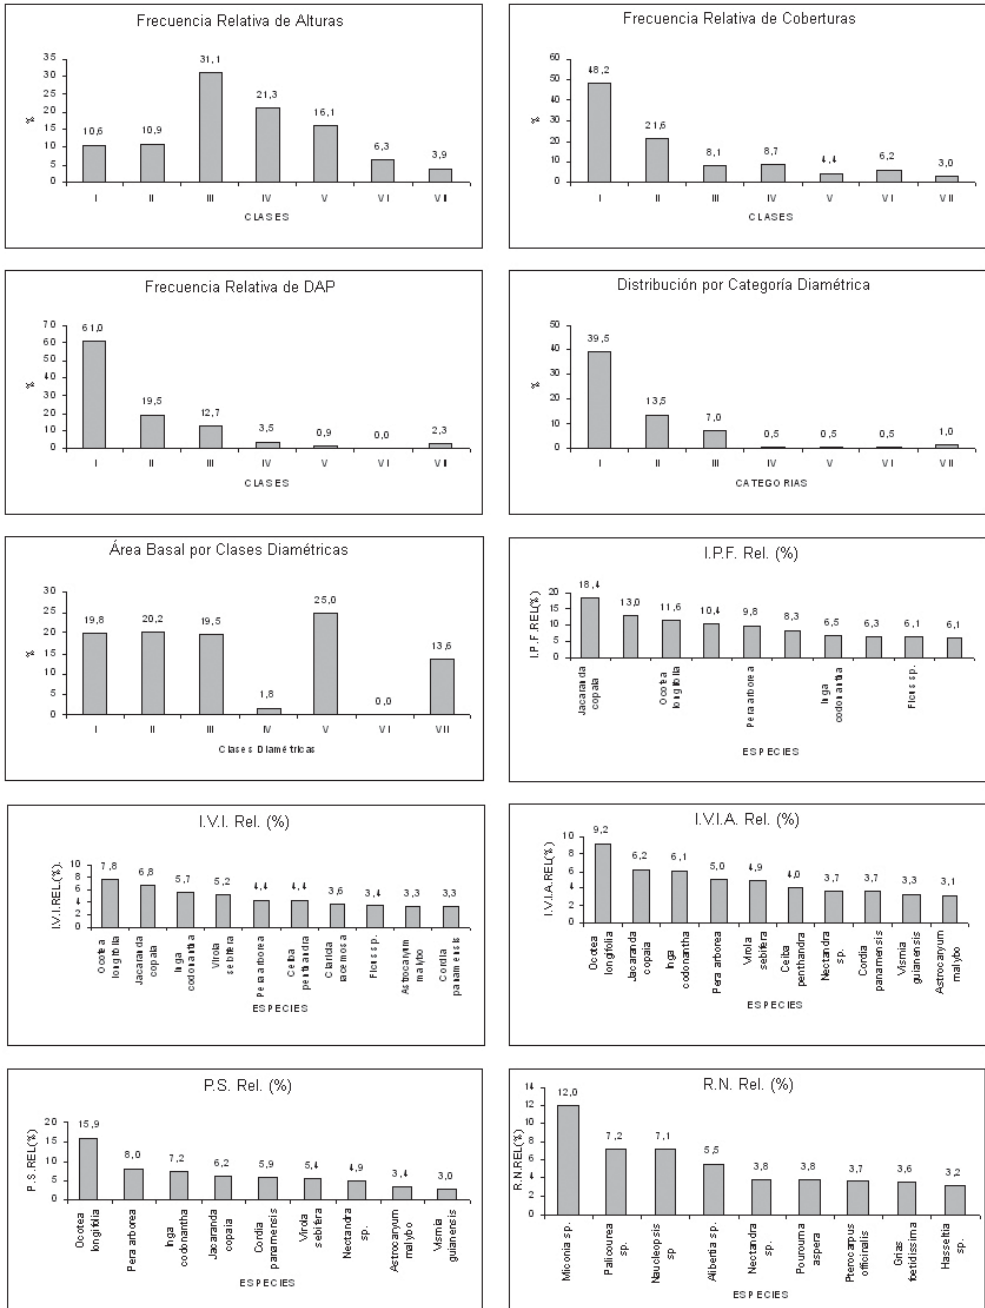 Frecuencia Relativa de Alturas
35
30
25
20
15
10
5
0
%
10,6
10,9
31,1
21,3
16,1
6,3
3,9
I II III IV V VI VII
CLASES
Frecuencia Relativa de Coberturas
60
50
40
30
20
10
0
%
48,2
21,6
8,1
8,7
4,4
6,2
3,0
I II III IV V VI VII
CLASES
Frecuencia Relativa de DAP
70
60
50
40
30
20
10
0
%
61,0
19,5
12,7
3,5
0,9
0,0
2,3
I II III IV V VI VII
CLASES
Distribución por Categoría Diamétrica
50
40
30
20
10
0
%
39,5
13,5
7,0
0,5
0,5
0,5
1,0
I II III IV V VI VII
CATEGORIAS
Área Basal por Clases Diamétricas
30
25
20
15
10
5
0
%
19,8
20,2
19,5
1,8
25,0
0,0
13,6
I II III IV V VI VII
Clases Diamétricas
I.P.F. Rel. (%)
20
15
10
5
0
I.P.F.REL(%)
18,4
13,0
11,6
10,4
9,8
8,3
6,5
6,3
6,1
6,1
Jacaranda
copaia
Ocotea
longifolia
Pera arborea
Inga
codonantha
Ficus sp.
ESPECIES
I.V.I. Rel. (%)
10
8
6
4
2
0
I.V.I.REL.(%).
7,8
6,8
5,7
5,2
4,4
4,4
3,6
3,4
3,3
3,3
Ocotea
longifolia
Jacaranda
copaia
Inga
codonantha
Virola
sebifera
Pera arborea
Ceiba
penthandra
Claricia
racemosa
Ficus sp.
Astrocaryum
malybo
Cordia
panamensis
ESPECIES
I.V.I.A. Rel. (%)
10
8
6
4
2
0
I.V.I.A.REL(%)
9,2
6,2
6,1
5,0
4,9
4,0
3,7
3,7
3,3
3,1
Ocotea
longifolia
Jacaranda
copaia
Inga
codonantha
Pera arborea
Virola
sebifera
Ceiba
penthandra
Nectandra
sp.
Cordia
panamensis
Vismia
guianensis
Astrocaryum
malybo
ESPECIES
P.S. Rel. (%)
20
15
10
5
0
P.S.REL(%)
15,9
8,0
7,2
6,2
5,9
5,4
4,9
3,4
3,0
Ocotea
longifolia
Pera arborea
Inga
codonantha
Jacaranda
copaia
Cordia
panamensis
Virola
sebifera
Nectandra
sp.
Astrocaryum
malybo
Vismia
guianensis
ESPECIES
R.N. Rel. (%)
14
12
10
8
6
4
2
0
R.N.REL(%)
12,0
7,2
7,1
5,5
3,8
3,8
3,7
3,6
3,2
Miconia sp.
Palicourea
sp.
Naucleopsis
sp
Alibertia sp.
Nectandra
sp.
Pourouma
aspera
Pterocarpus
officinalis
Grias
foetidissima
Hasseltia
sp.
ESPECIES